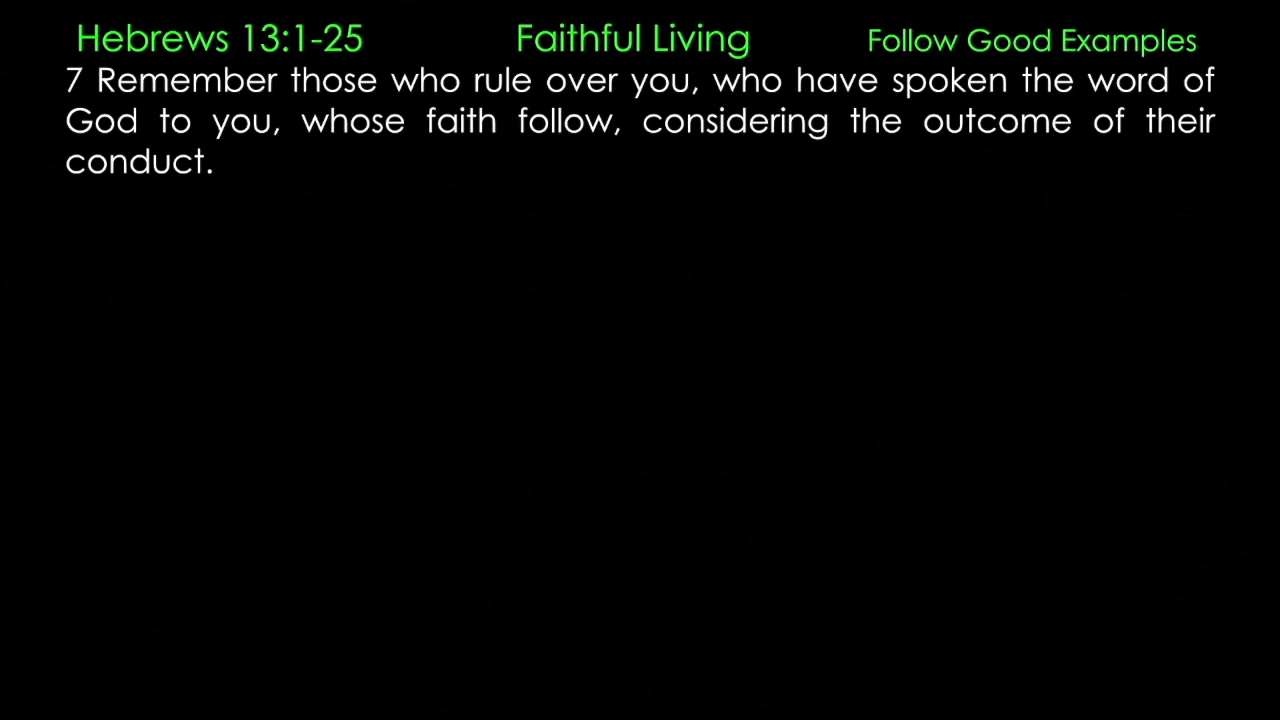 Hebrews 13:1-25 Faithful Living Follow Good Examples
7 Remember those who rule over you, who have spoken the word of
God to you, whose faith follow, considering the outcome of their
conduct.